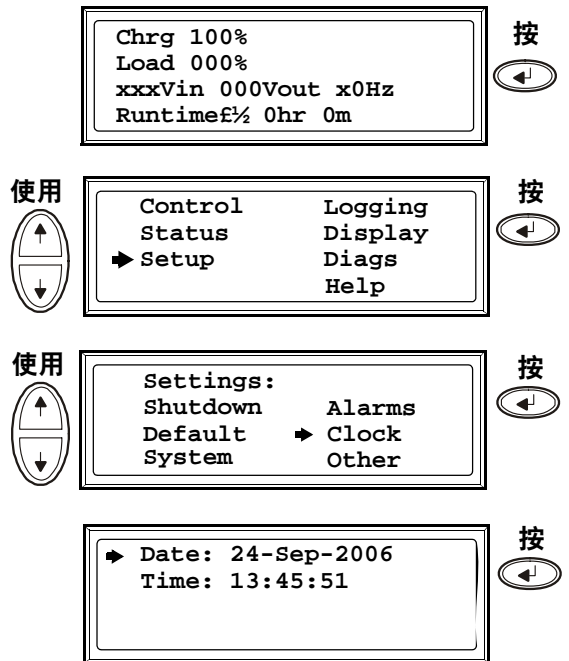 Chrg 100%
Load 000%
xxxVin 000Vout x0Hz
Runtime£½ 0hr 0m
按
使用
Control Logging
Status Display
Setup Diags
Help
按
使用
Settings:
Shutdown Alarms
Default Clock
System Other
按
Date: 24-Sep-2006
Time: 13:45:51
按